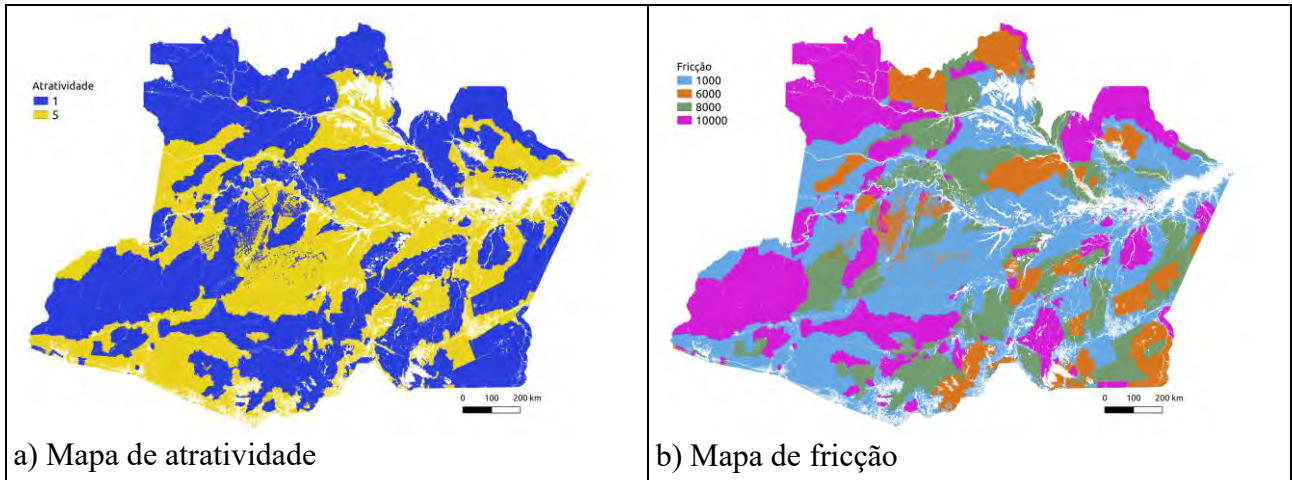 Atratividade
1
5
0 100 200 km
a) Mapa de atratividade
Fricção
1000
6000
8000
10000
0 100 200 km
b) Mapa de fricção